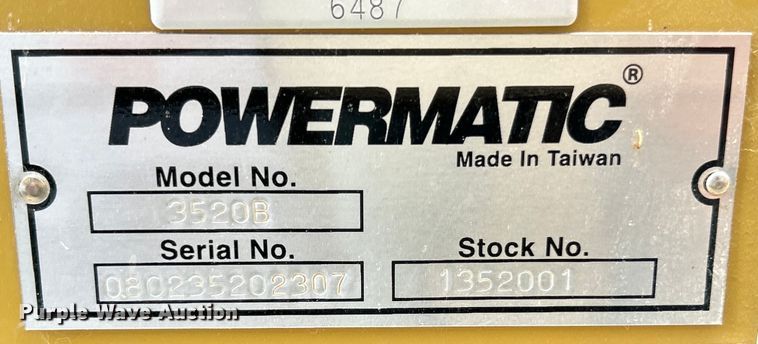 6487
POWERMATIC®
Made In Taiwan
Model No.
3520B
Serial No.
Stock No.
080235202307
1352001
Purple Wave Auction